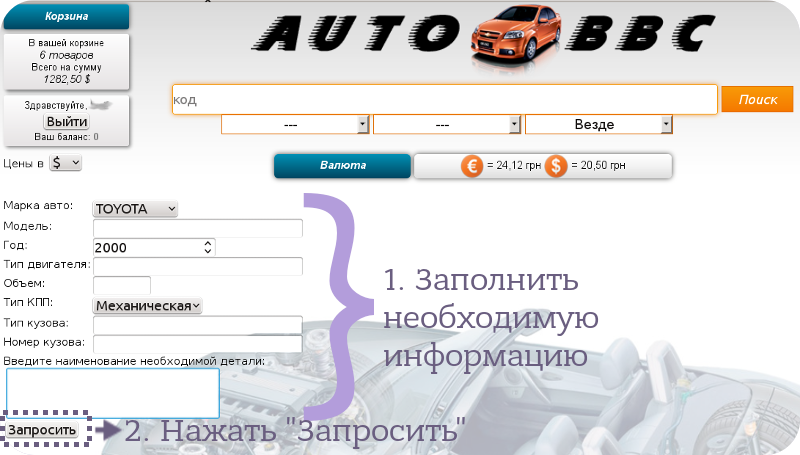 Корзина
В вашей корзине
6 товаров
Всего на сумму
1282,50 $
Здравствуйте,
Выйти
Ваш баланс: 0
Цены в $
AUTO BBC
код
Поиск
--- --- Везде
Валюта
€ = 24,12 грн $ = 20,50 грн
Марка авто: TOYOTA
Модель:
Год: 2000
Тип двигателя:
Объем:
Тип КПП: Механическая
Тип кузова:
Номер кузова:
Введите наименование необходимой детали:
Запросить
1. Заполнить
необходимую
информацию
2. Нажать "Запросить"